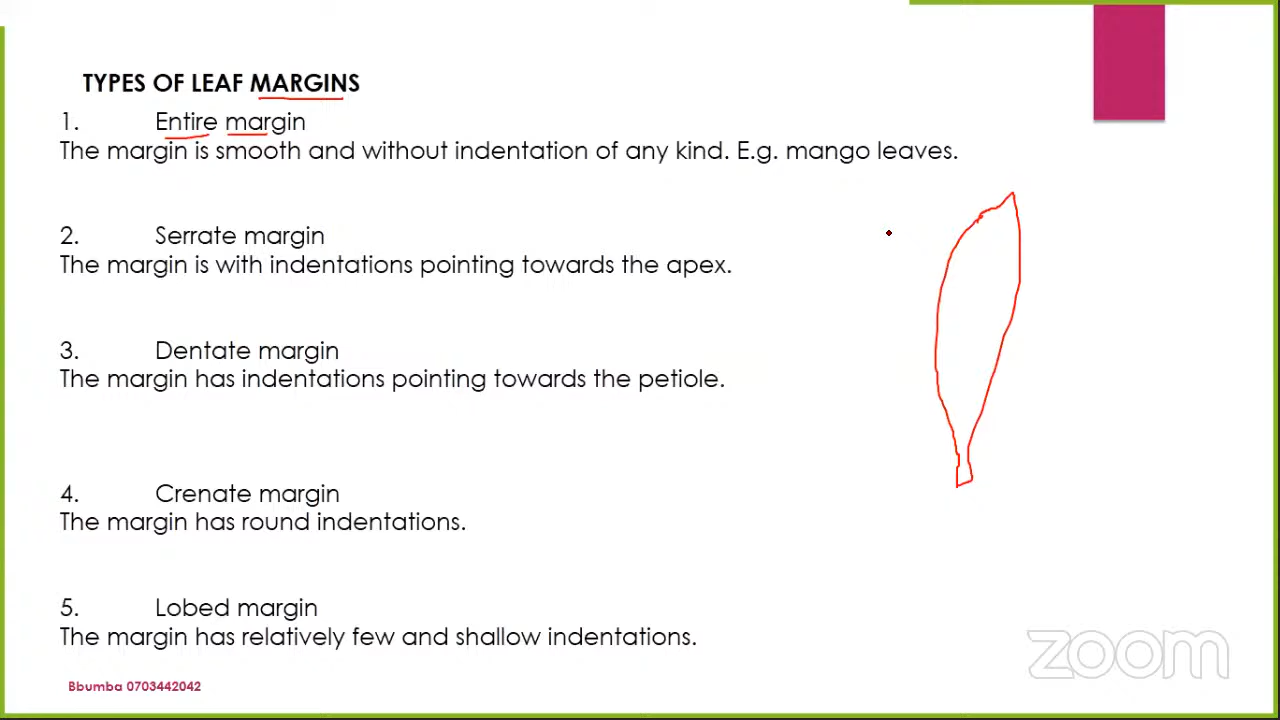 TYPES OF LEAF MARGINS
1. Entire margin
The margin is smooth and without indentation of any kind. E.g. mango leaves.
2. Serrate margin
The margin is with indentations pointing towards the apex.
3. Dentate margin
The margin has indentations pointing towards the petiole.
4. Crenate margin
The margin has round indentations.
5. Lobed margin
The margin has relatively few and shallow indentations.
zoom
Bbumba 0703442042